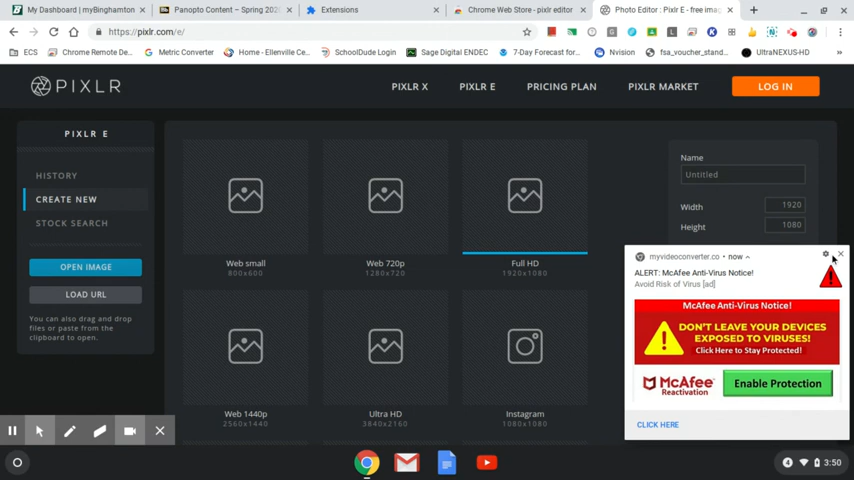 My Dashboard | myBinghamton
Panopto Content – Spring 202
Extensions
Chrome Web Store - pixlr editor
Photo Editor : Pixlr E - free imag
https://pixlr.com/e/
ECS
Chrome Remote De...
Metric Converter
Home - Ellenville C...
SchoolDude Login
Sage Digital ENDEC
7-Day Forecast for...
Nvision
fsa_voucher_stand...
UltraNEXUS-HD
PIXLR
PIXLR X
PIXLR E
PRICING PLAN
PIXLR MARKET
LOG IN
PIXLR E
HISTORY
CREATE NEW
STOCK SEARCH
OPEN IMAGE
LOAD URL
You can also drag and drop
files or paste from the
clipboard to open.
Web small
800x600
Web 720p
1280x720
Full HD
1920x1080
Web 1440p
2560x1440
Ultra HD
3840x2160
Instagram
1080x1080
Name
Untitled
Width
1920
Height
1080
myvideoconverter.co • now
ALERT: McAfee Anti-Virus Notice!
Avoid Risk of Virus [ad]
McAfee Anti-Virus Notice!
DON'T LEAVE YOUR DEVICES
EXPOSED TO VIRUSES!
Click Here to Stay Protected!
McAfee
Reactivation
Enable Protection
CLICK HERE
4
3:50